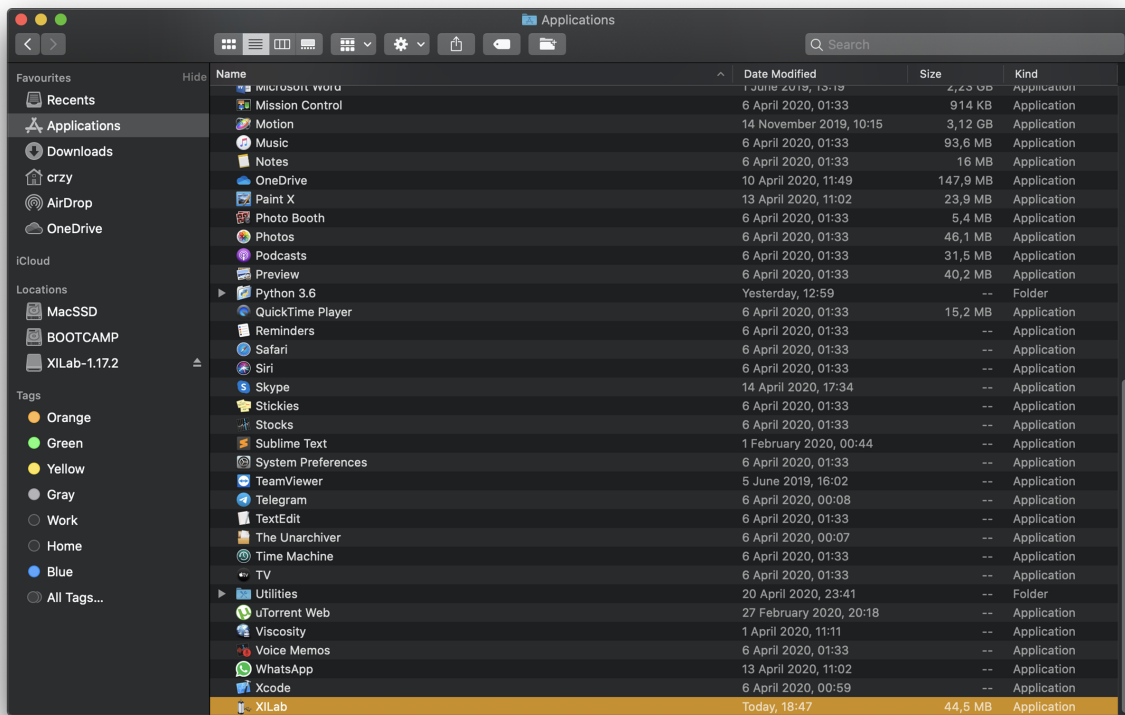 Applications
Search
Favourites Hide
Recents
Applications
Downloads
crzy
AirDrop
OneDrive
iCloud
Locations
MacSSD
BOOTCAMP
XILab-1.17.2
Tags
Orange
Green
Yellow
Gray
Work
Home
Blue
All Tags...
Name Date Modified Size Kind
Microsoft Word 1 June 2019, 13:19 2,23 GB Application
Mission Control 6 April 2020, 01:33 914 KB Application
Motion 14 November 2019, 10:15 3,12 GB Application
Music 6 April 2020, 01:33 93,6 MB Application
Notes 6 April 2020, 01:33 16 MB Application
OneDrive 10 April 2020, 11:49 147,9 MB Application
Paint X 13 April 2020, 11:02 23,9 MB Application
Photo Booth 6 April 2020, 01:33 5,4 MB Application
Photos 6 April 2020, 01:33 46,1 MB Application
Podcasts 6 April 2020, 01:33 31,5 MB Application
Preview 6 April 2020, 01:33 40,2 MB Application
Python 3.6 Yesterday, 12:59 -- Folder
QuickTime Player 6 April 2020, 01:33 15,2 MB Application
Reminders 6 April 2020, 01:33 -- Application
Safari 6 April 2020, 01:33 -- Application
Siri 6 April 2020, 01:33 -- Application
Skype 14 April 2020, 17:34 -- Application
Stickies 6 April 2020, 01:33 -- Application
Stocks 6 April 2020, 01:33 -- Application
Sublime Text 1 February 2020, 00:44 -- Application
System Preferences 6 April 2020, 01:33 -- Application
TeamViewer 5 June 2019, 16:02 -- Application
Telegram 6 April 2020, 00:08 -- Application
TextEdit 6 April 2020, 01:33 -- Application
The Unarchiver 6 April 2020, 00:07 -- Application
Time Machine 6 April 2020, 01:33 -- Application
TV 6 April 2020, 01:33 -- Application
Utilities 20 April 2020, 23:41 -- Folder
uTorrent Web 27 February 2020, 20:18 -- Application
Viscosity 1 April 2020, 11:11 -- Application
Voice Memos 6 April 2020, 01:33 -- Application
WhatsApp 13 April 2020, 11:02 -- Application
Xcode 6 April 2020, 00:59 -- Application
XILab Today, 18:47 44,5 MB Application